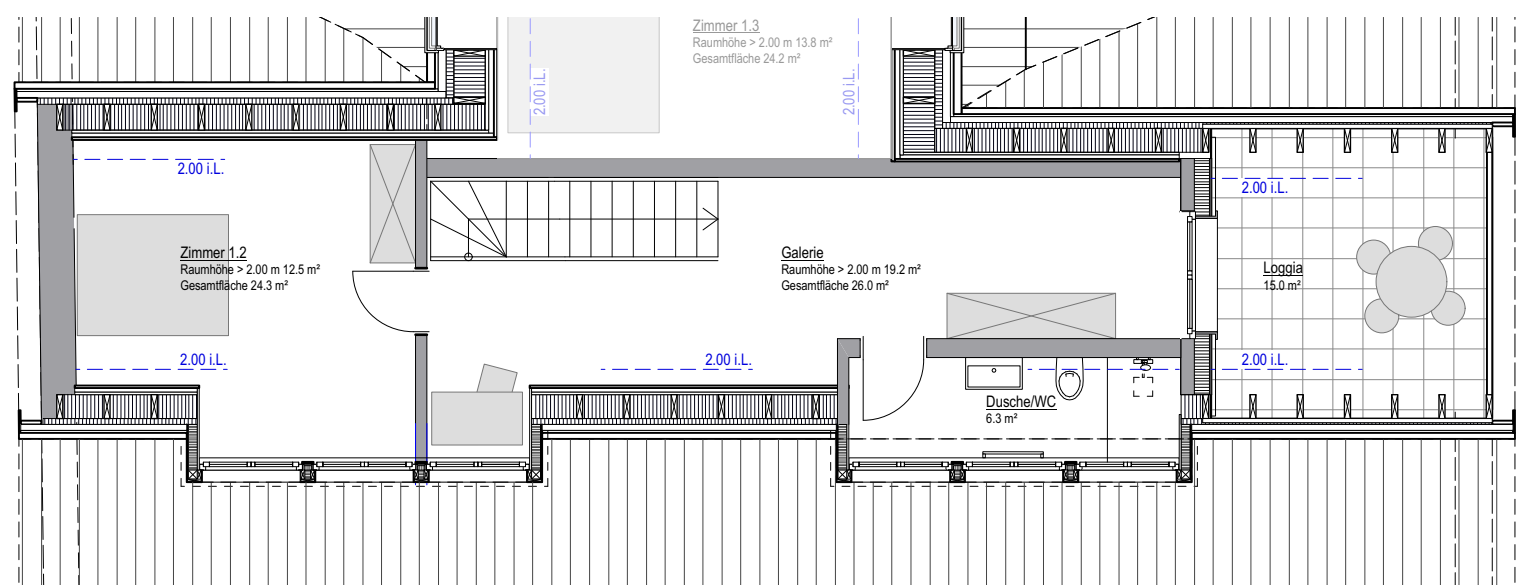 Zimmer 1.3
Raumhöhe > 2.00 m 13.8 m²
Gesamtfläche 24.2 m²
2.00 i.L.
2.00 i.L.
2.00 i.L.
2.00 i.L.
Zimmer 1.2
Raumhöhe > 2.00 m 12.5 m²
Gesamtfläche 24.3 m²
Galerie
Raumhöhe > 2.00 m 19.2 m²
Gesamtfläche 26.0 m²
Loggia
15.0 m²
2.00 i.L.
2.00 i.L.
2.00 i.L.
Dusche/WC
6.3 m²